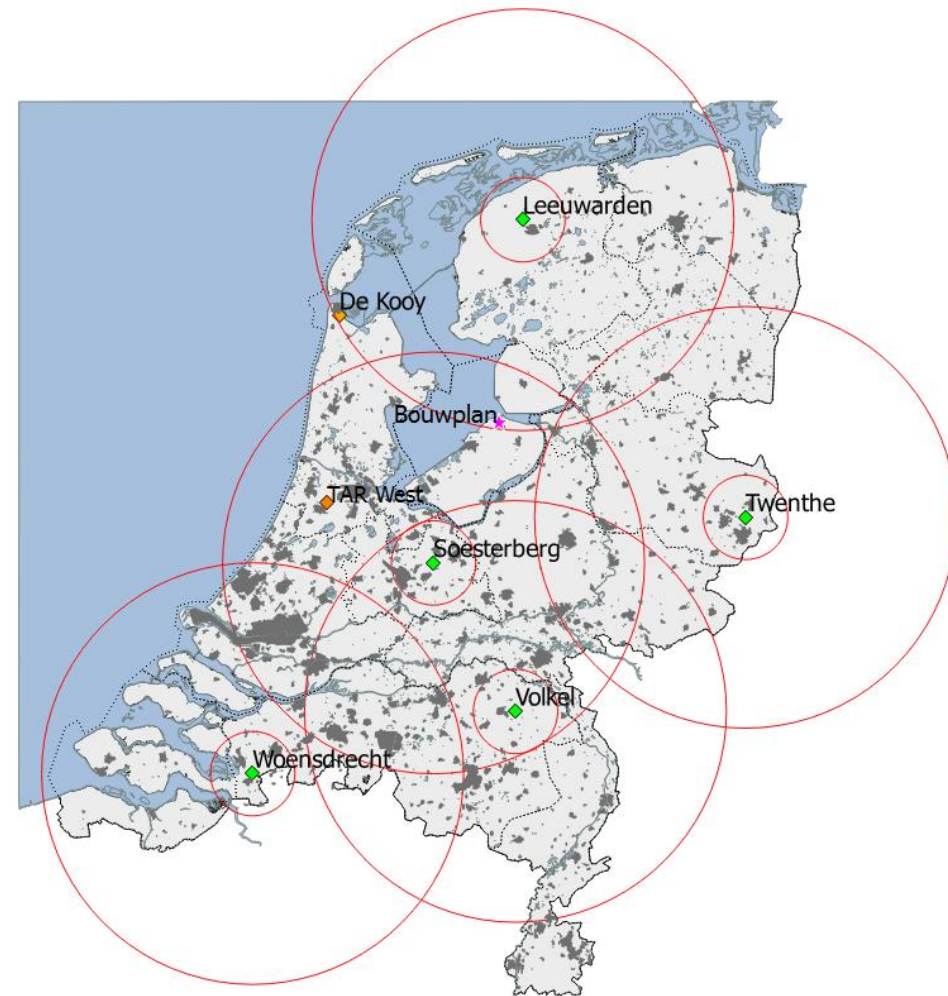 Leeuwarden
De Kooy
Bouwplan
TAR West
Twenthe
Soesterberg
Volkel
Woensdrecht